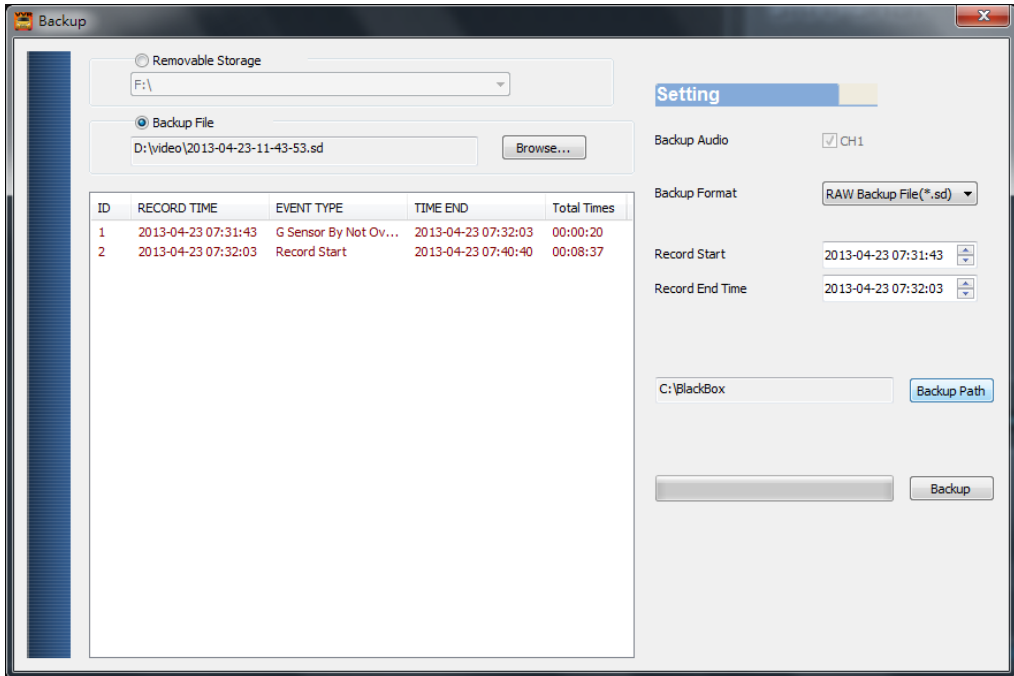 Backup
Removable Storage
F:\
Backup File
D:\video\2013-04-23-11-43-53.sd
Browse...
ID RECORD TIME EVENT TYPE TIME END Total Times
1 2013-04-23 07:31:43 G Sensor By Not Ov... 2013-04-23 07:32:03 00:00:20
2 2013-04-23 07:32:03 Record Start 2013-04-23 07:40:40 00:08:37
Setting
Backup Audio CH1
Backup Format RAW Backup File(*.sd)
Record Start 2013-04-23 07:31:43
Record End Time 2013-04-23 07:32:03
C:\BlackBox Backup Path
Backup